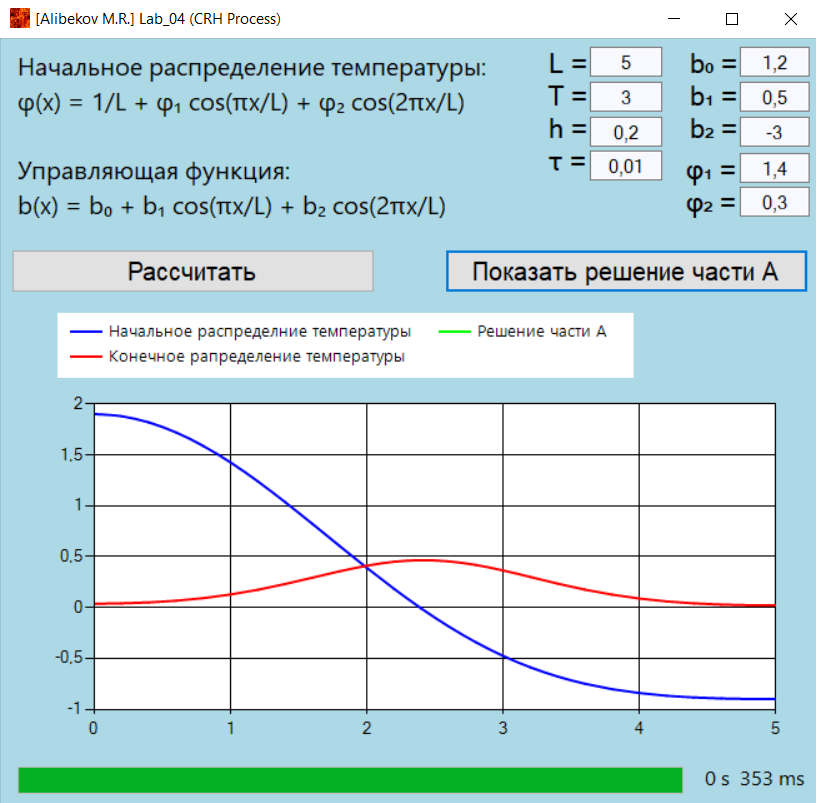 [Alibekov M.R.] Lab_04 (CRH Process)
Начальное распределение температуры:
φ(x) = 1/L + φ₁ cos(πx/L) + φ₂ cos(2πx/L)
Управляющая функция:
b(x) = b₀ + b₁ cos(πx/L) + b₂ cos(2πx/L)
L = 5
T = 3
h = 0,2
τ = 0,01
b₀ = 1,2
b₁ = 0,5
b₂ = -3
φ₁ = 1,4
φ₂ = 0,3
Рассчитать
Показать решение части А
Начальное распределние температуры
Решение части А
Конечное рапределение температуры
2
1,5
1
0,5
0
-0,5
-1
0 1 2 3 4 5
0 s 353 ms